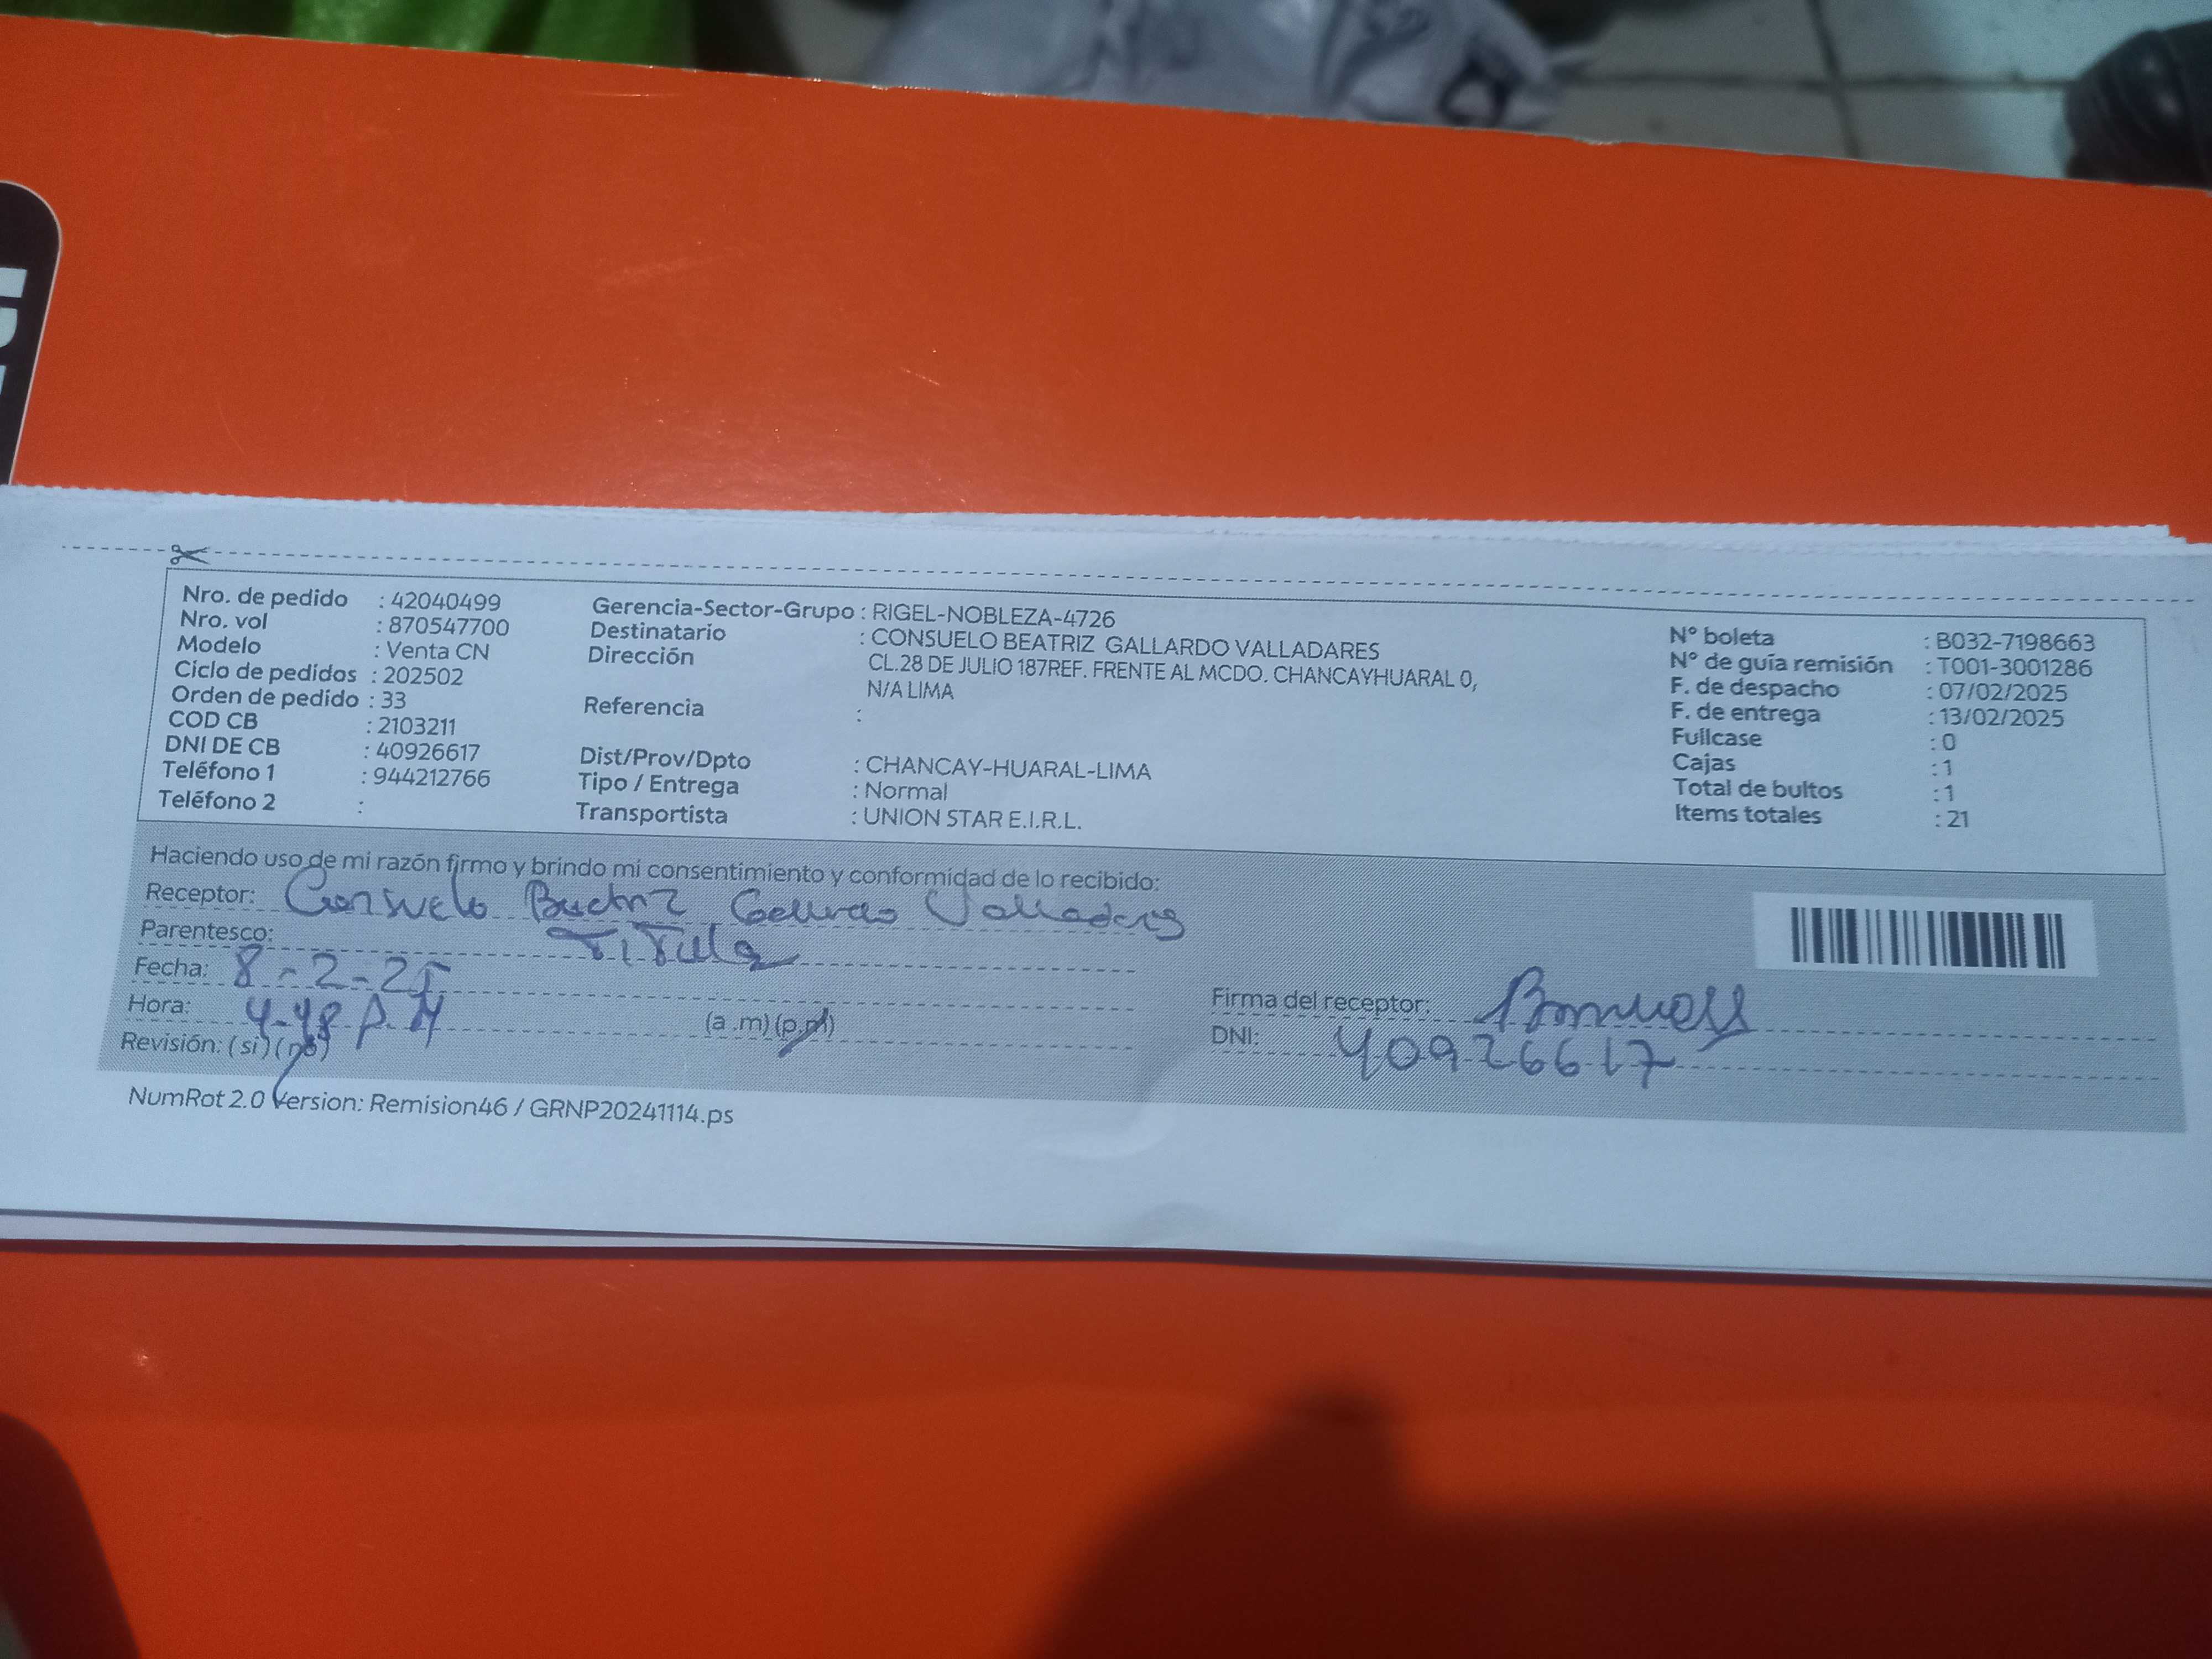 Nro. de pedido : 42040499
Nro. vol : 870547700
Modelo : Venta CN
Ciclo de pedidos : 202502
Orden de pedido : 33
COD CB : 2103211
DNI DE CB : 40926617
Teléfono 1 : 944212766
Teléfono 2 :
Gerencia-Sector-Grupo : RIGEL-NOBLEZA-4726
Destinatario : CONSUELO BEATRIZ GALLARDO VALLADARES
Dirección CL.28 DE JULIO 187REF. FRENTE AL MCDO. CHANCAYHUARAL 0,
N/A LIMA
Referencia :
Dist/Prov/Dpto : CHANCAY-HUARAL-LIMA
Tipo / Entrega : Normal
Transportista : UNION STAR E.I.R.L.
N° boleta : B032-7198663
N° de guía remisión : T001-3001286
F. de despacho : 07/02/2025
F. de entrega : 13/02/2025
Fullcase : 0
Cajas : 1
Total de bultos : 1
Items totales : 21
Haciendo uso de mi razón firmo y brindo mi consentimiento y conformidad de lo recibido:
Receptor: Consuelo Beatriz Gallardo Valladares
Parentesco: Titula
Fecha: 8-2-25
Hora: 4-48 P.M (a.m) (p.m)
Revisión: (si) (no)
Firma del receptor:
DNI: 40926617
NumRot 2.0 Version: Remision46 / GRNP20241114.ps